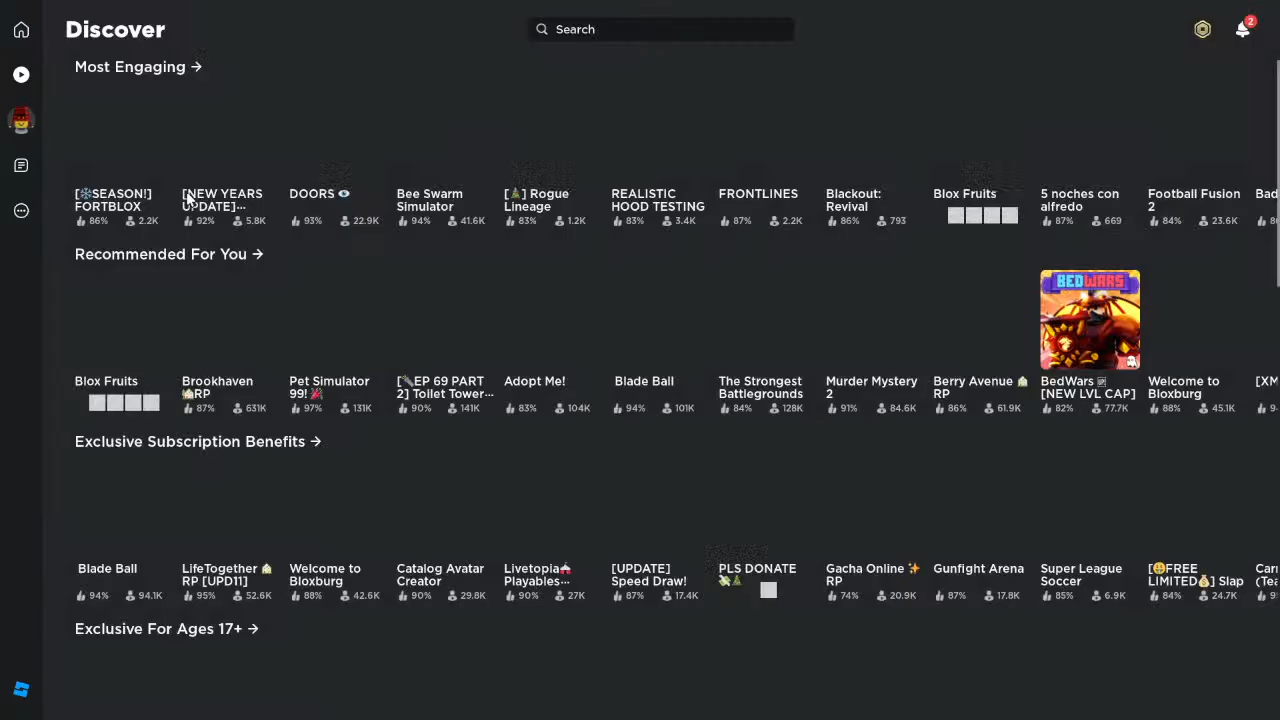 Discover
Search
2
Most Engaging →
[❄️SEASON!] FORTBLOX
86% 2.2K
[NEW YEARS UPDATE]...
92% 5.8K
DOORS 👁️
93% 22.9K
Bee Swarm Simulator
94% 41.6K
[🎄] Rogue Lineage
83% 1.2K
REALISTIC HOOD TESTING
83% 3.4K
FRONTLINES
87% 2.2K
Blackout: Revival
86% 793
Blox Fruits
5 noches con alfredo
87% 669
Football Fusion 2
84% 23.6K
Recommended For You →
Blox Fruits
Brookhaven 🏡RP
87% 631K
Pet Simulator 99! 🎉
97% 131K
[🔦EP 69 PART 2] Toilet Tower...
90% 141K
Adopt Me!
83% 104K
Blade Ball
94% 101K
The Strongest Battlegrounds
84% 128K
Murder Mystery 2
91% 84.6K
Berry Avenue 🏠 RP
86% 61.9K
BEDWARS
BedWars [NEW LVL CAP]
82% 77.7K
Welcome to Bloxburg
88% 45.1K
[XM
Exclusive Subscription Benefits →
Blade Ball
94% 94.1K
LifeTogether 🏠 RP [UPD11]
95% 52.6K
Welcome to Bloxburg
88% 42.6K
Catalog Avatar Creator
90% 29.8K
Livetopia Playables...
90% 27K
[UPDATE] Speed Draw!
87% 17.4K
PLS DONATE 💸🎄
Gacha Online ✨ RP
74% 20.9K
Gunfight Arena
87% 17.8K
Super League Soccer
85% 6.9K
[🤑FREE LIMITED💰] Slap
84% 24.7K
Exclusive For Ages 17+ →